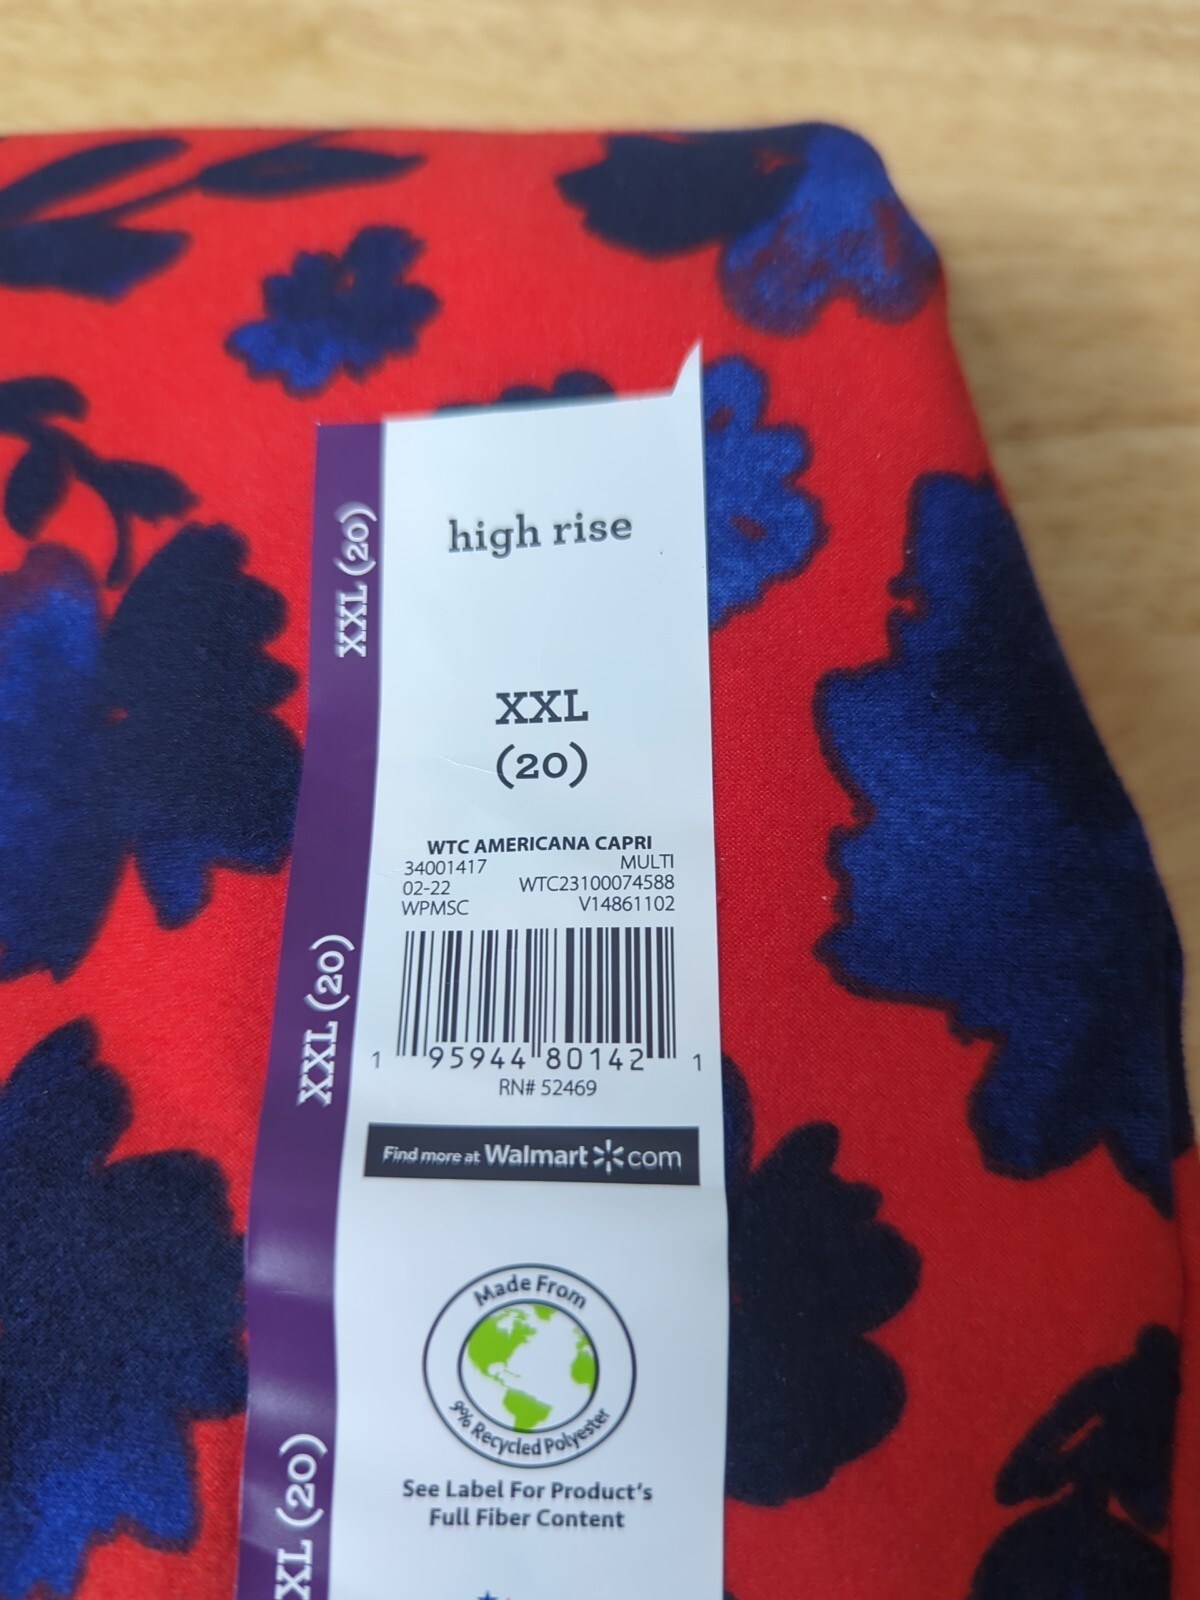 high rise
XXL
(20)
WTC AMERICANA CAPRI
34001417 MULTI
02-22 WTC23100074588
WPMSC V14861102
1 95944 80142 1
RN# 52469
Find more at Walmart com
Made From
9% Recycled Polyester
See Label For Product's
Full Fiber Content
XXL (20)
XXL (20)
XL (20)